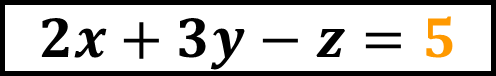 2x + 3y − z = 5